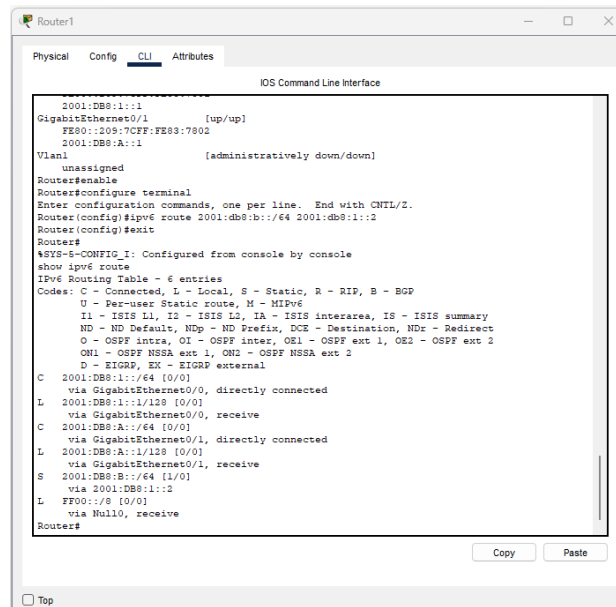 Router1
Physical Config CLI Attributes
IOS Command Line Interface
2001:DB8:1::1
GigabitEthernet0/1 [up/up]
FE80::209:7CFF:FE83:7802
2001:DB8:A::1
Vlan1 [administratively down/down]
unassigned
Router#enable
Router#configure terminal
Enter configuration commands, one per line. End with CNTL/Z.
Router(config)#ipv6 route 2001:db8:b::/64 2001:db8:1::2
Router(config)#exit
Router#
%SYS-5-CONFIG_I: Configured from console by console
show ipv6 route
IPv6 Routing Table - 6 entries
Codes: C - Connected, L - Local, S - Static, R - RIP, B - BGP
U - Per-user Static route, M - MIPv6
I1 - ISIS L1, I2 - ISIS L2, IA - ISIS interarea, IS - ISIS summary
ND - ND Default, NDp - ND Prefix, DCE - Destination, NDr - Redirect
O - OSPF intra, OI - OSPF inter, OE1 - OSPF ext 1, OE2 - OSPF ext 2
ON1 - OSPF NSSA ext 1, ON2 - OSPF NSSA ext 2
D - EIGRP, EX - EIGRP external
C 2001:DB8:1::/64 [0/0]
via GigabitEthernet0/0, directly connected
L 2001:DB8:1::1/128 [0/0]
via GigabitEthernet0/0, receive
C 2001:DB8:A::/64 [0/0]
via GigabitEthernet0/1, directly connected
L 2001:DB8:A::1/128 [0/0]
via GigabitEthernet0/1, receive
S 2001:DB8:B::/64 [1/0]
via 2001:DB8:1::2
L FF00::/8 [0/0]
via Null0, receive
Router#
Copy Paste
Top